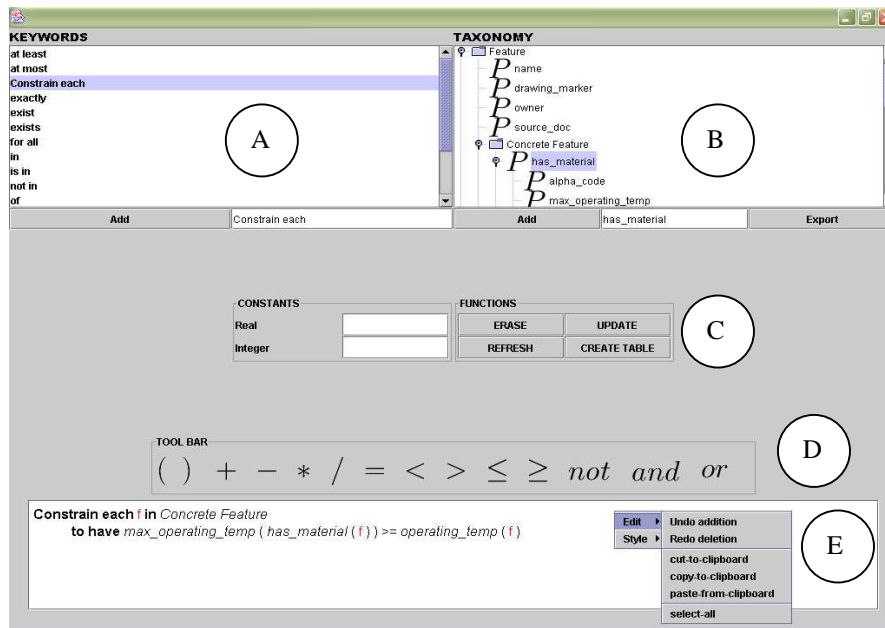 KEYWORDS
at least
at most
Constrain each
exactly
exist
exists
for all
in
is in
not in
of
A
TAXONOMY
Feature
P name
P drawing_marker
P owner
P source_doc
Concrete Feature
P has_material
P alpha_code
P max_operating_temp
B
Add Constrain each Add has_material Export
CONSTANTS
Real
Integer
FUNCTIONS
ERASE UPDATE
REFRESH CREATE TABLE
C
TOOL BAR
( ) + − * / = < > ≤ ≥ not and or
D
Constrain each f in Concrete Feature
to have max_operating_temp ( has_material ( f ) ) >= operating_temp ( f )
Edit
Style
Undo addition
Redo deletion
cut-to-clipboard
copy-to-clipboard
paste-from-clipboard
select-all
E